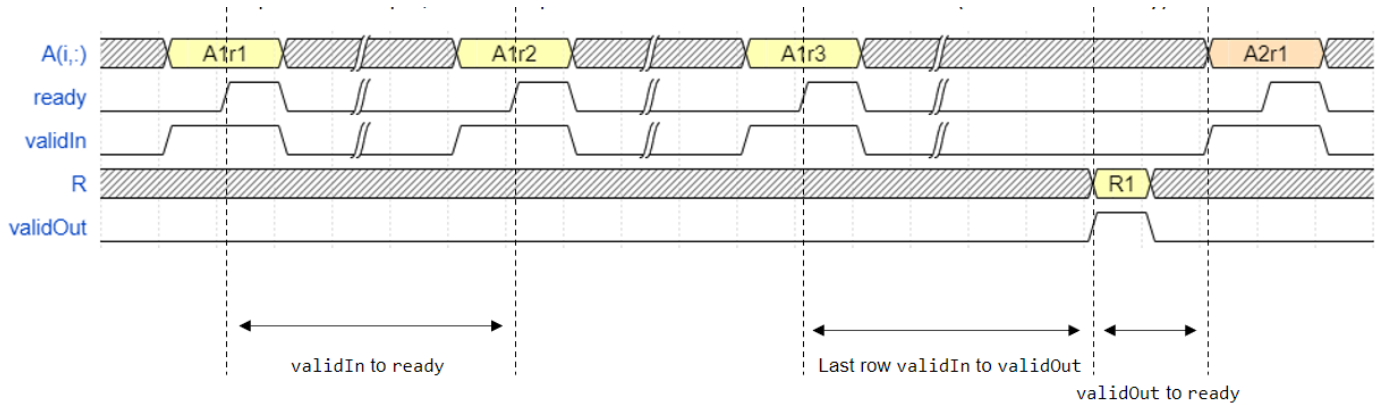 A(i,:) A1r1 A1r2 A1r3 A2r1
ready
validIn
R R1
validOut
validIn to ready
Last row validIn to validOut
validOut to ready